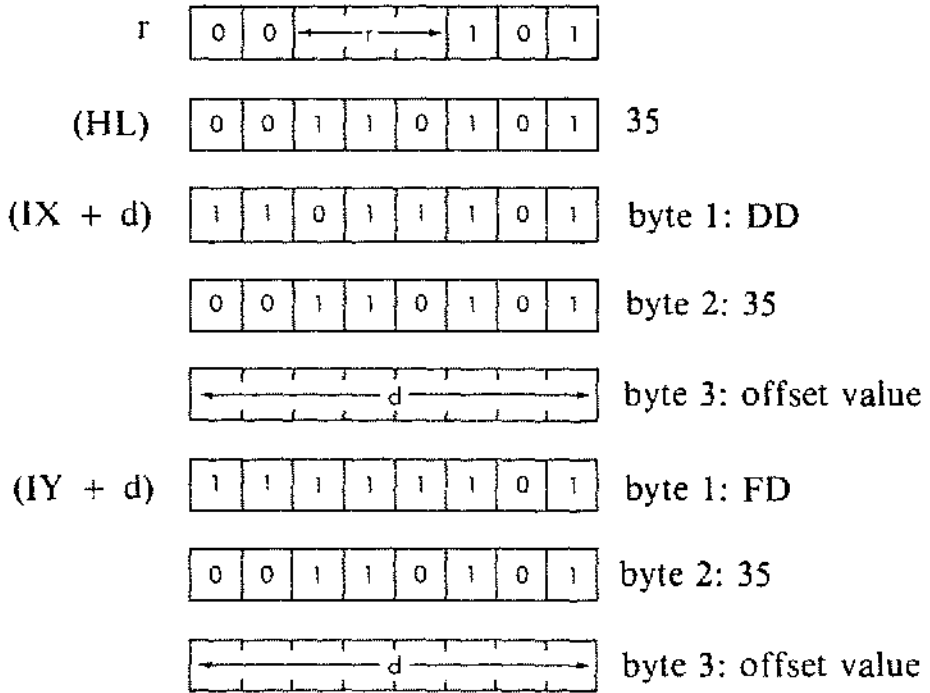 r 0 0 r 1 0 1
(HL) 0 0 1 1 0 1 0 1 35
(IX + d) 1 1 0 1 1 1 0 1 byte 1: DD
0 0 1 1 0 1 0 1 byte 2: 35
d byte 3: offset value
(IY + d) 1 1 1 1 1 1 0 1 byte 1: FD
0 0 1 1 0 1 0 1 byte 2: 35
d byte 3: offset value